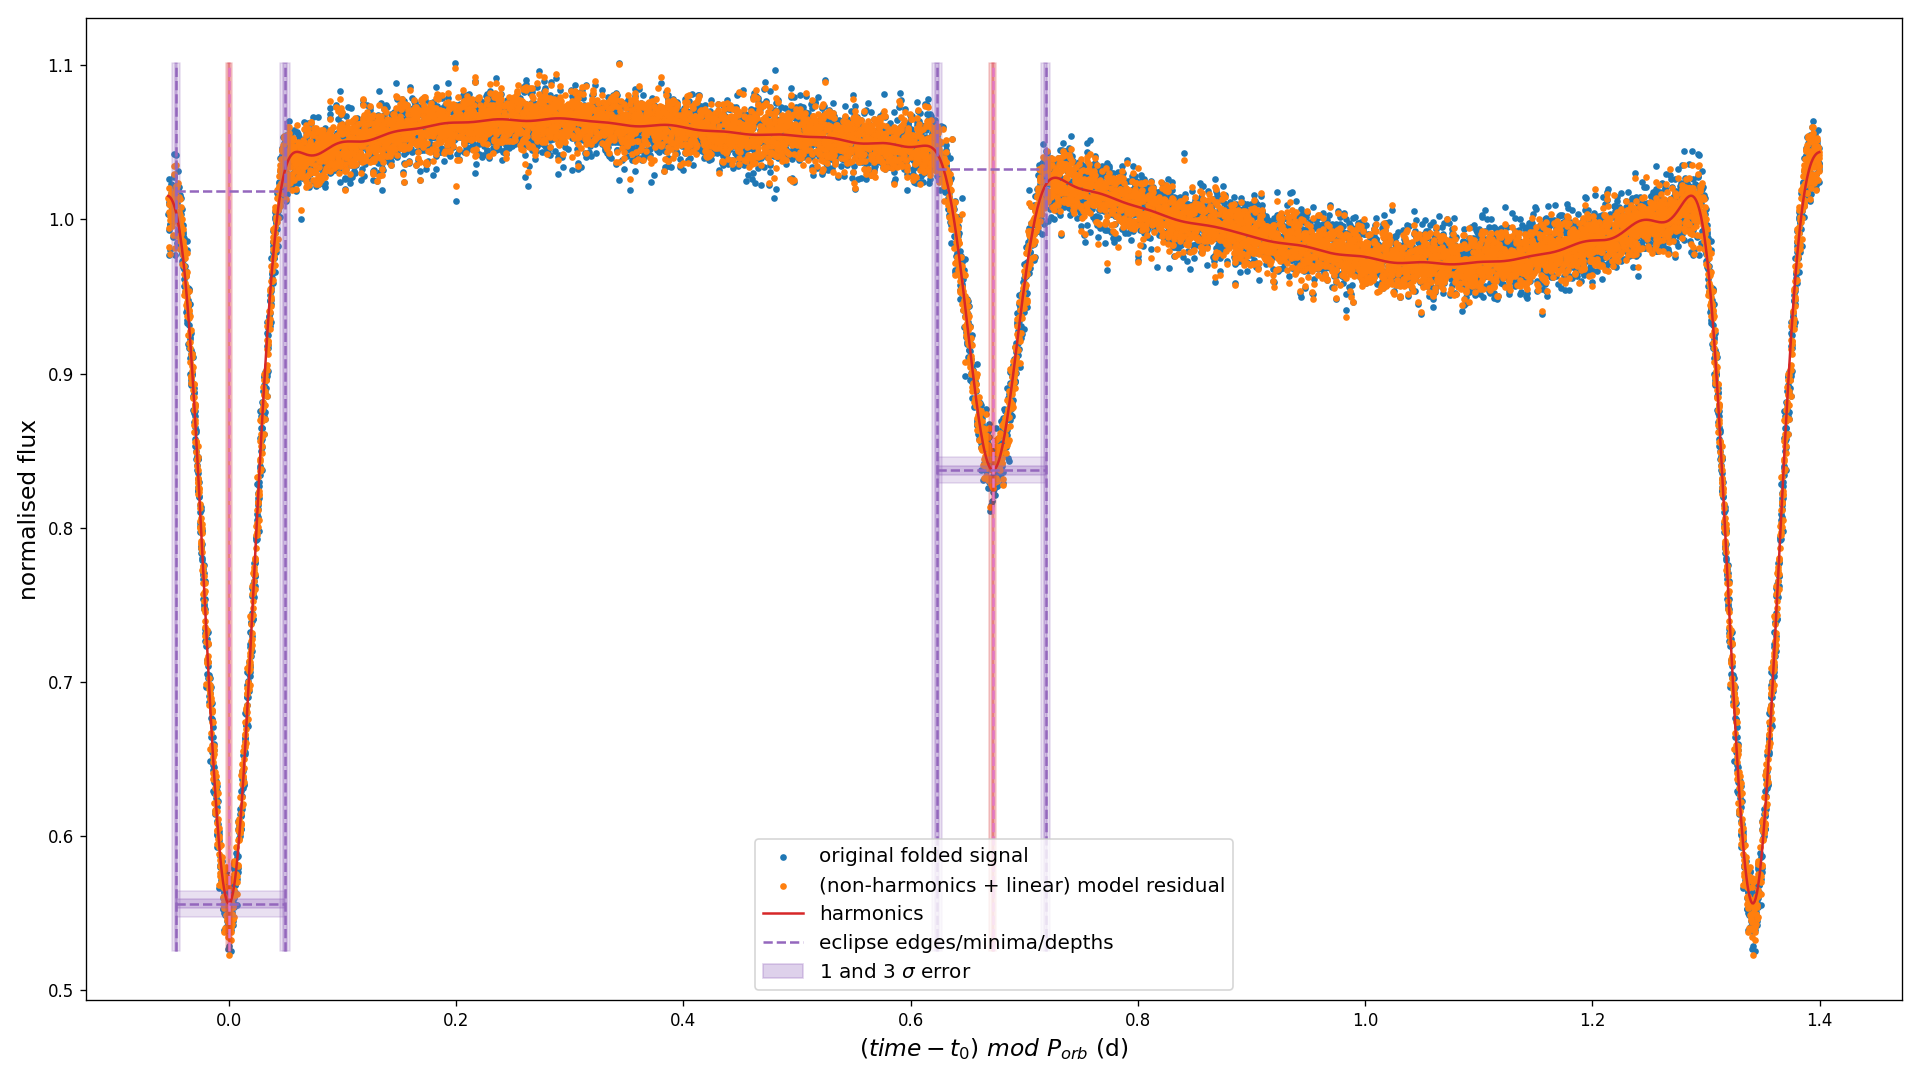 normalised flux
1.1
1.0
0.9
0.8
0.7
0.6
0.5
original folded signal
(non-harmonics + linear) model residual
harmonics
eclipse edges/minima/depths
1 and 3 σ error
0.0 0.2 0.4 0.6 0.8 1.0 1.2 1.4
(time − t₀) mod Pₒᵣb (d)